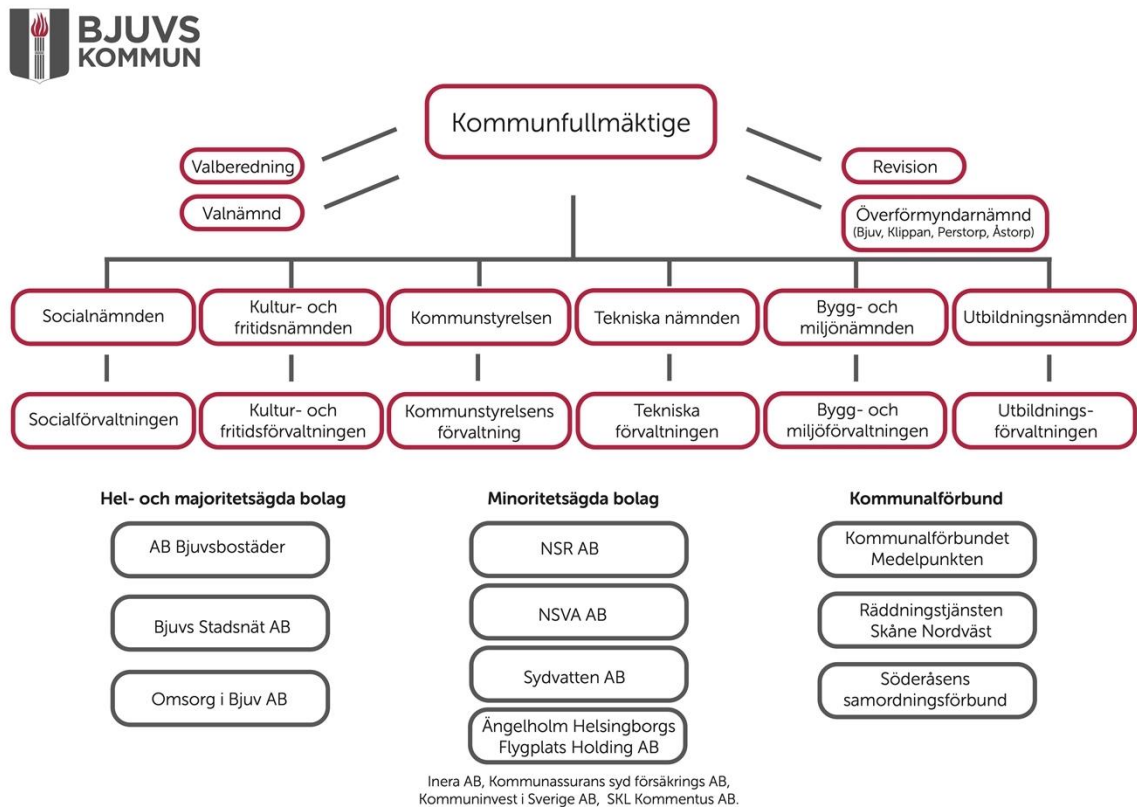 BJUVS
KOMMUN
Kommunfullmäktige
Valberedning
Valnämnd
Revision
Överförmyndarnämnd
(Bjuv, Klippan, Perstorp, Åstorp)
Socialnämnden
Kultur- och
fritidsnämnden
Kommunstyrelsen
Tekniska nämnden
Bygg- och
miljönämnden
Utbildningsnämnden
Socialförvaltningen
Kultur- och
fritidsförvaltningen
Kommunstyrelsens
förvaltning
Tekniska
förvaltningen
Bygg- och
miljöförvaltningen
Utbildnings-
förvaltningen
Hel- och majoritetsägda bolag
AB Bjuvsbostäder
Bjuvs Stadsnät AB
Omsorg i Bjuv AB
Minoritetsägda bolag
NSR AB
NSVA AB
Sydvatten AB
Ängelholm Helsingborgs
Flygplats Holding AB
Inera AB, Kommunassurans syd försäkrings AB,
Kommuninvest i Sverige AB, SKL Kommentus AB.
Kommunalförbund
Kommunalförbundet
Medelpunkten
Räddningstjänsten
Skåne Nordväst
Söderåsens
samordningsförbund